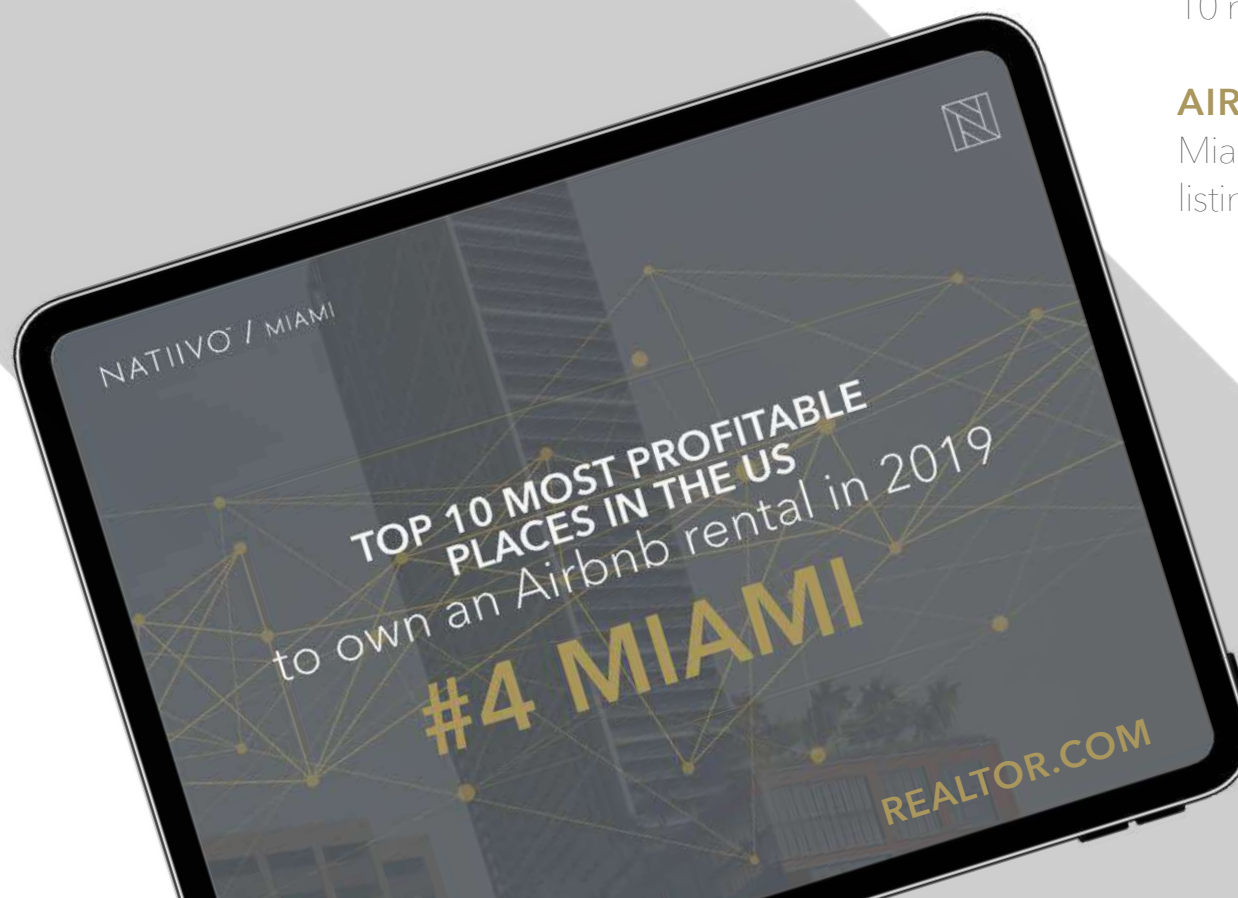 NATIIVO / MIAMI
TOP 10 MOST PROFITABLE
PLACES IN THE US
to own an Airbnb rental in 2019
#4 MIAMI
REALTOR.COM
10
AIR
Mia